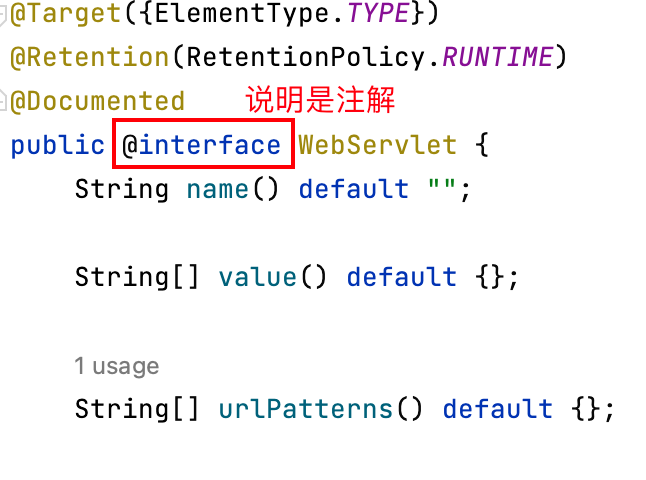 @Target({ElementType.TYPE})
@Retention(RetentionPolicy.RUNTIME)
@Documented 说明是注解
public @interface WebServlet {
String name() default "";
String[] value() default {};
1 usage
String[] urlPatterns() default {};